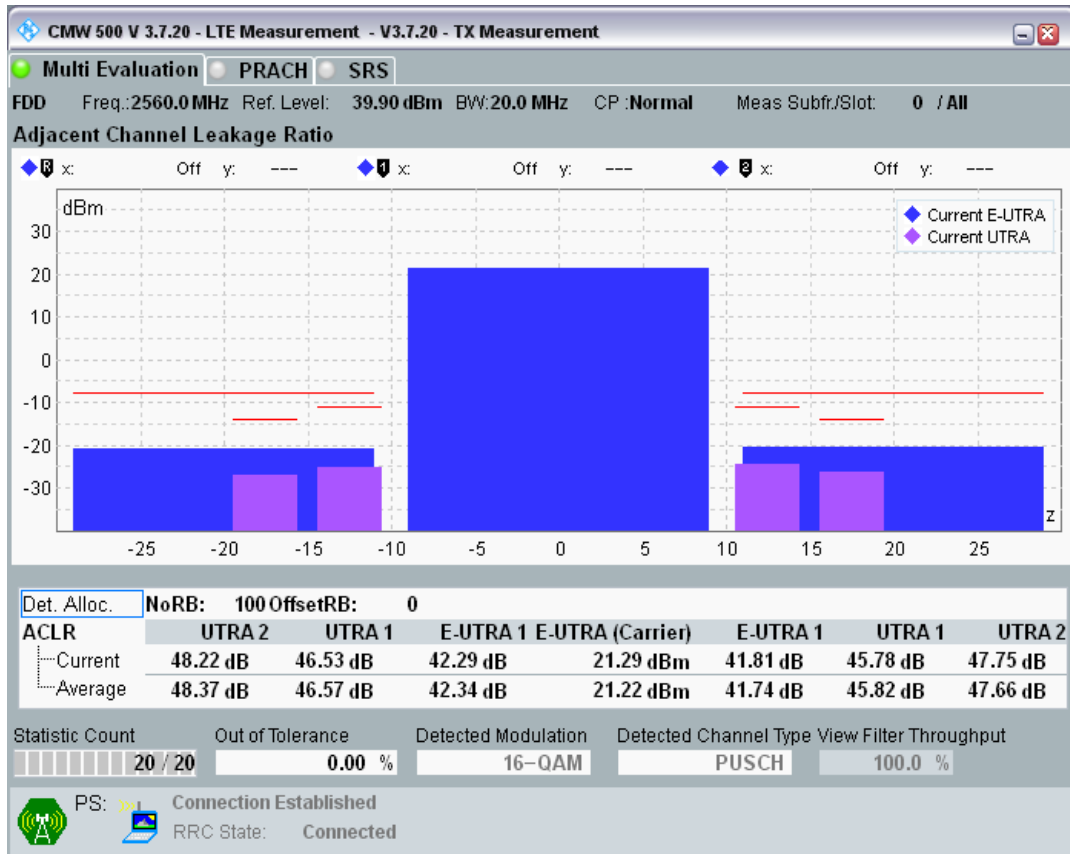 CMW 500 V 3.7.20 - LTE Measurement - V3.7.20 - TX Measurement
Multi Evaluation PRACH SRS
FDD Freq.:2560.0 MHz Ref. Level: 39.90 dBm BW:20.0 MHz CP :Normal Meas Subfr./Slot: 0 / All
Adjacent Channel Leakage Ratio
R x: Off y: --- 1 x: Off y: --- 2 x: Off y: ---
dBm
Current E-UTRA
Current UTRA
30
20
10
0
-10
-20
-30
z
-25 -20 -15 -10 -5 0 5 10 15 20 25
Det. Alloc. NoRB: 100 OffsetRB: 0
ACLR UTRA 2 UTRA 1 E-UTRA 1 E-UTRA (Carrier) E-UTRA 1 UTRA 1 UTRA 2
Current 48.22 dB 46.53 dB 42.29 dB 21.29 dBm 41.81 dB 45.78 dB 47.75 dB
Average 48.37 dB 46.57 dB 42.34 dB 21.22 dBm 41.74 dB 45.82 dB 47.66 dB
Statistic Count Out of Tolerance Detected Modulation Detected Channel Type View Filter Throughput
20 / 20 0.00 % 16-QAM PUSCH 100.0 %
PS: Connection Established
RRC State: Connected